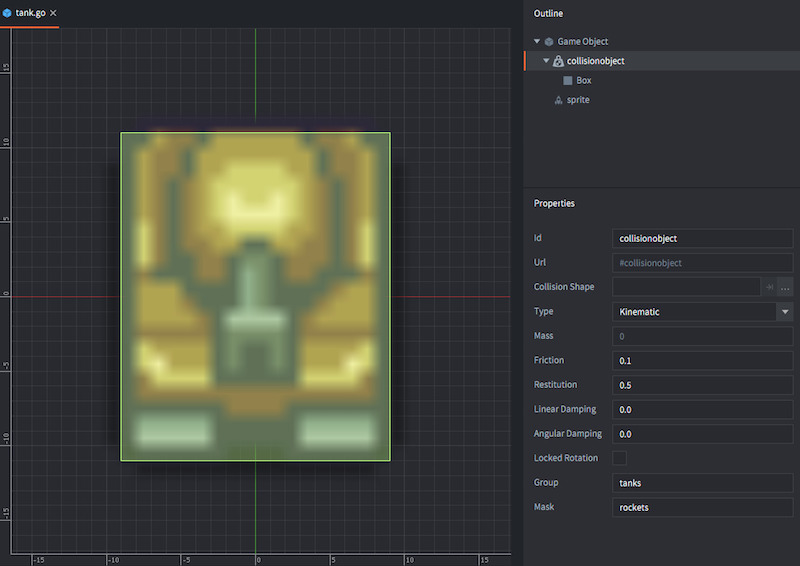 tank.go
Outline
Game Object
collisionobject
Box
sprite
Properties
Id collisionobject
Url #collisionobject
Collision Shape ...
Type Kinematic
Mass 0
Friction 0.1
Restitution 0.5
Linear Damping 0.0
Angular Damping 0.0
Locked Rotation
Group tanks
Mask rockets
15
10
5
0
-5
-10
-15
-15 -10 -5 0 5 10 15